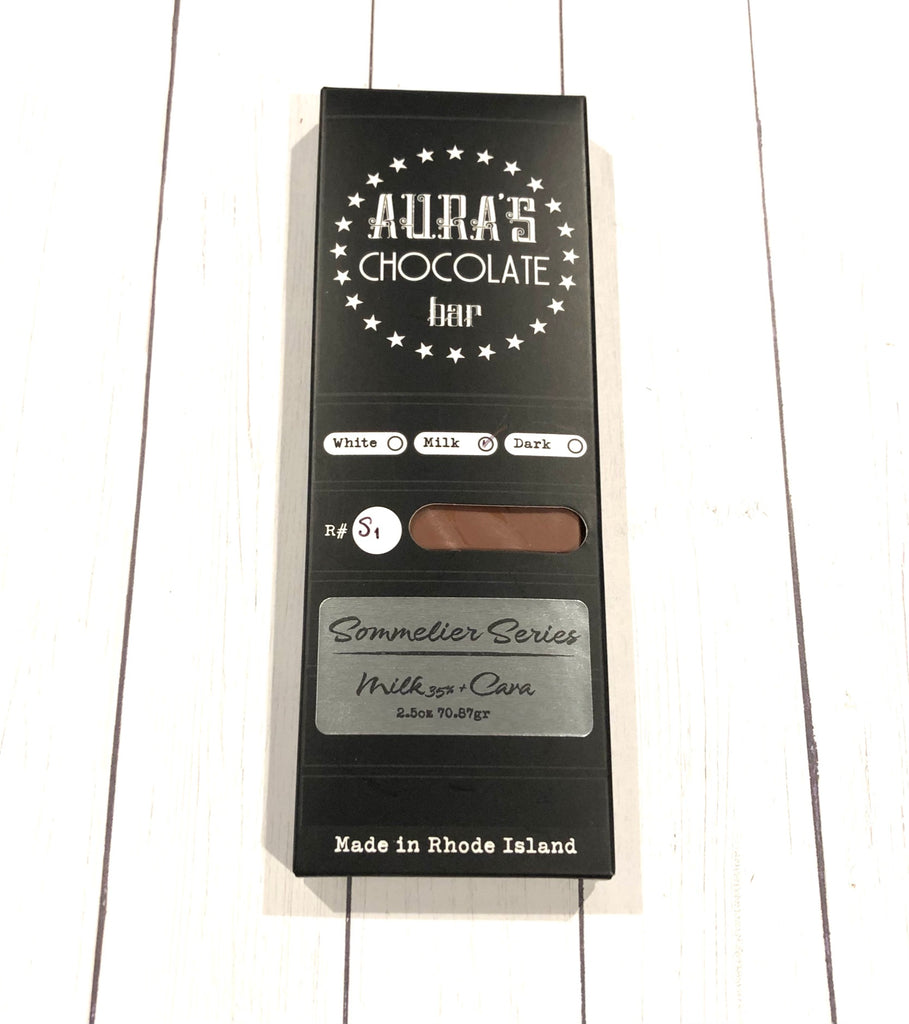 AURA'S
CHOCOLATE
bar
White Milk Dark
R# S1
Sommelier Series
Milk 35% + Cava
2.5oz 70.87gr
Made in Rhode Island